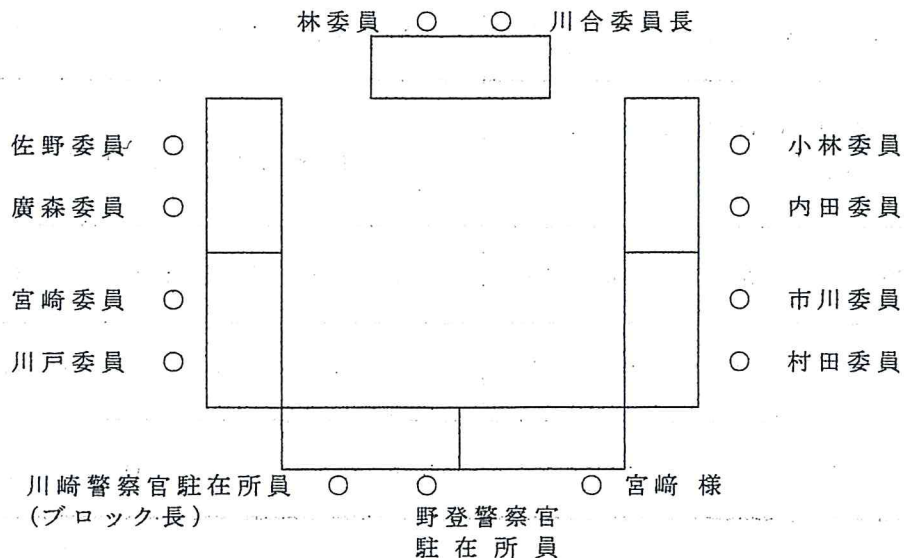 林委員 ○ ○ 川合委員長
佐野委員 ○ ○ 小林委員
廣森委員 ○ ○ 内田委員
宮崎委員 ○ ○ 市川委員
川戸委員 ○ ○ 村田委員
川崎警察官駐在所員 ○ ○ ○ 宮﨑 様
(ブロック長) 野登警察官
駐在所員